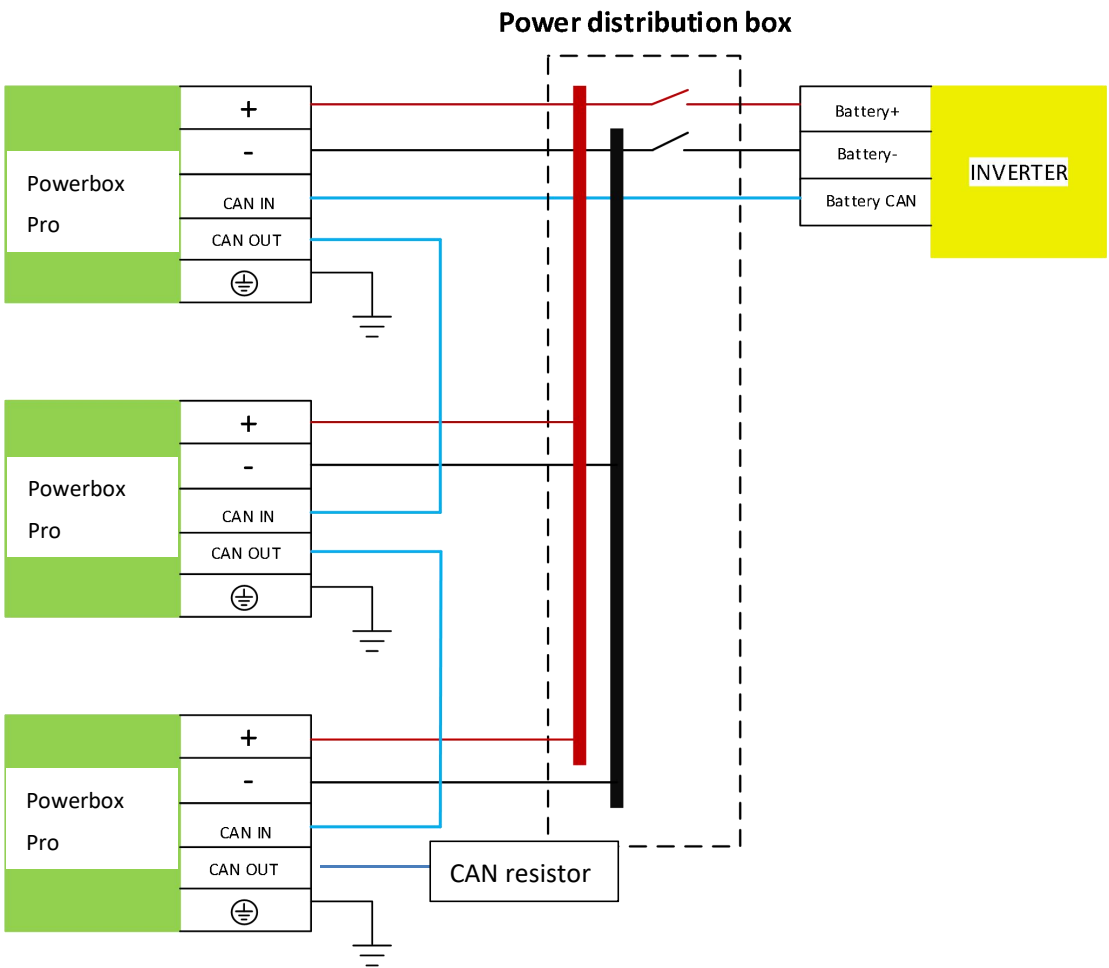 Power distribution box
+
-
Powerbox
Pro
CAN IN
CAN OUT
Battery+
Battery-
Battery CAN
INVERTER
+
-
Powerbox
Pro
CAN IN
CAN OUT
+
-
Powerbox
Pro
CAN IN
CAN OUT
CAN resistor